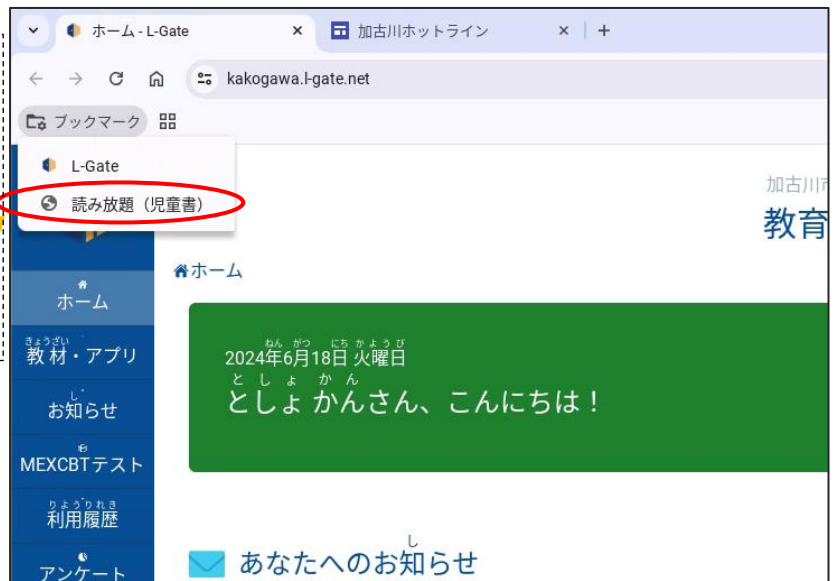 ホーム - L-Gate
加古川ホットライン
kakogawa.l-gate.net
ブックマーク
L-Gate
読み放題（児童書）
加古川市
教育
ホーム
ホーム
きょうざい
教材・アプリ
し
お知らせ
MEXCBTテスト
りようりれき
利用履歴
アンケート
ねん がつ にち かようび
2024年6月18日 火曜日
としょ かん
としょ かんさん、こんにちは！
し
あなたへのお知らせ